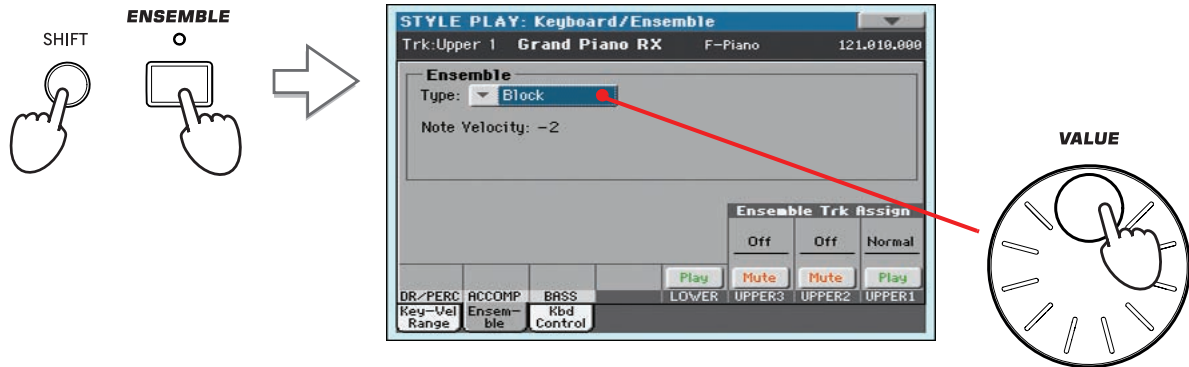 ENSEMBLE
SHIFT
STYLE PLAY: Keyboard/Ensemble
Trk:Upper 1 Grand Piano RX F-Piano 121.010.000
Ensemble
Type: Block
Note Velocity: -2
VALUE
Ensemble Trk Assign
Off Off Normal
Play Mute Mute Play
DR/PERC ACCOMP BASS LOWER UPPER3 UPPER2 UPPER1
Key-Vel Range
Ensem- ble
Kbd Control